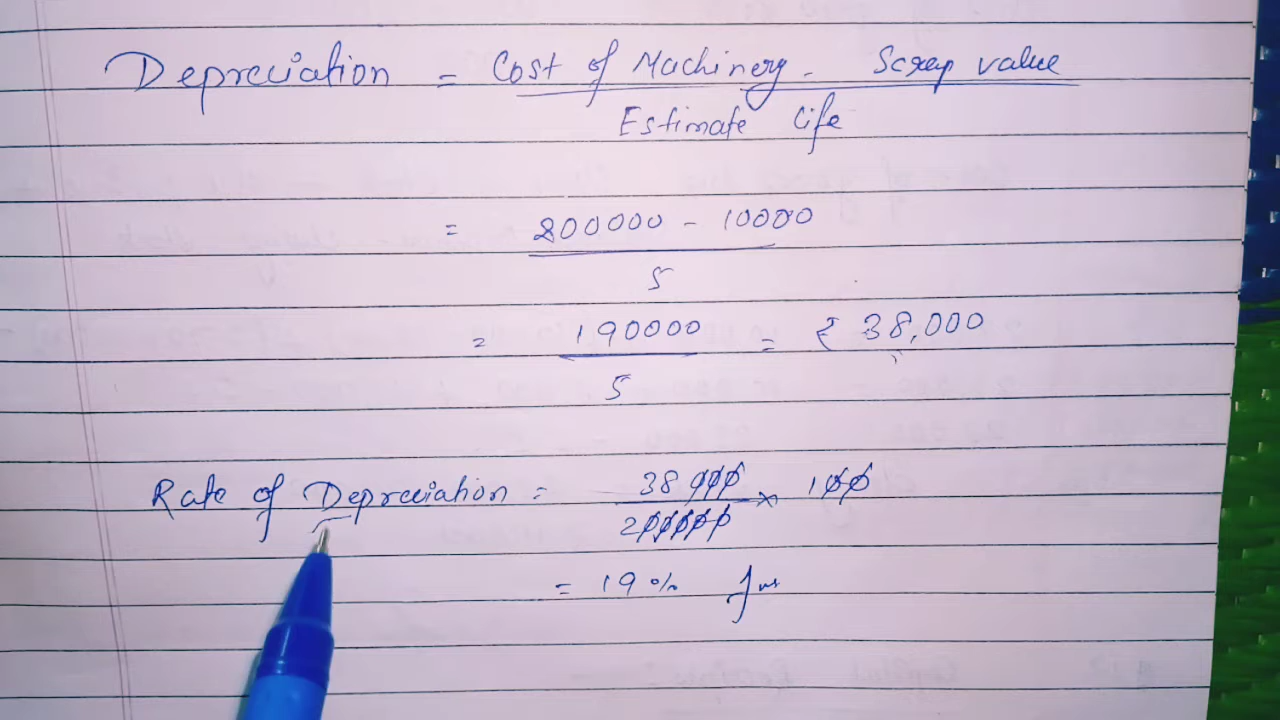 Depreciation = Cost of Machinery - Scrap value
Estimate life
= 200000 - 10000
5
= 190000 = ₹ 38,000
5
Rate of Depreciation = 38000 × 100
200000
= 19%